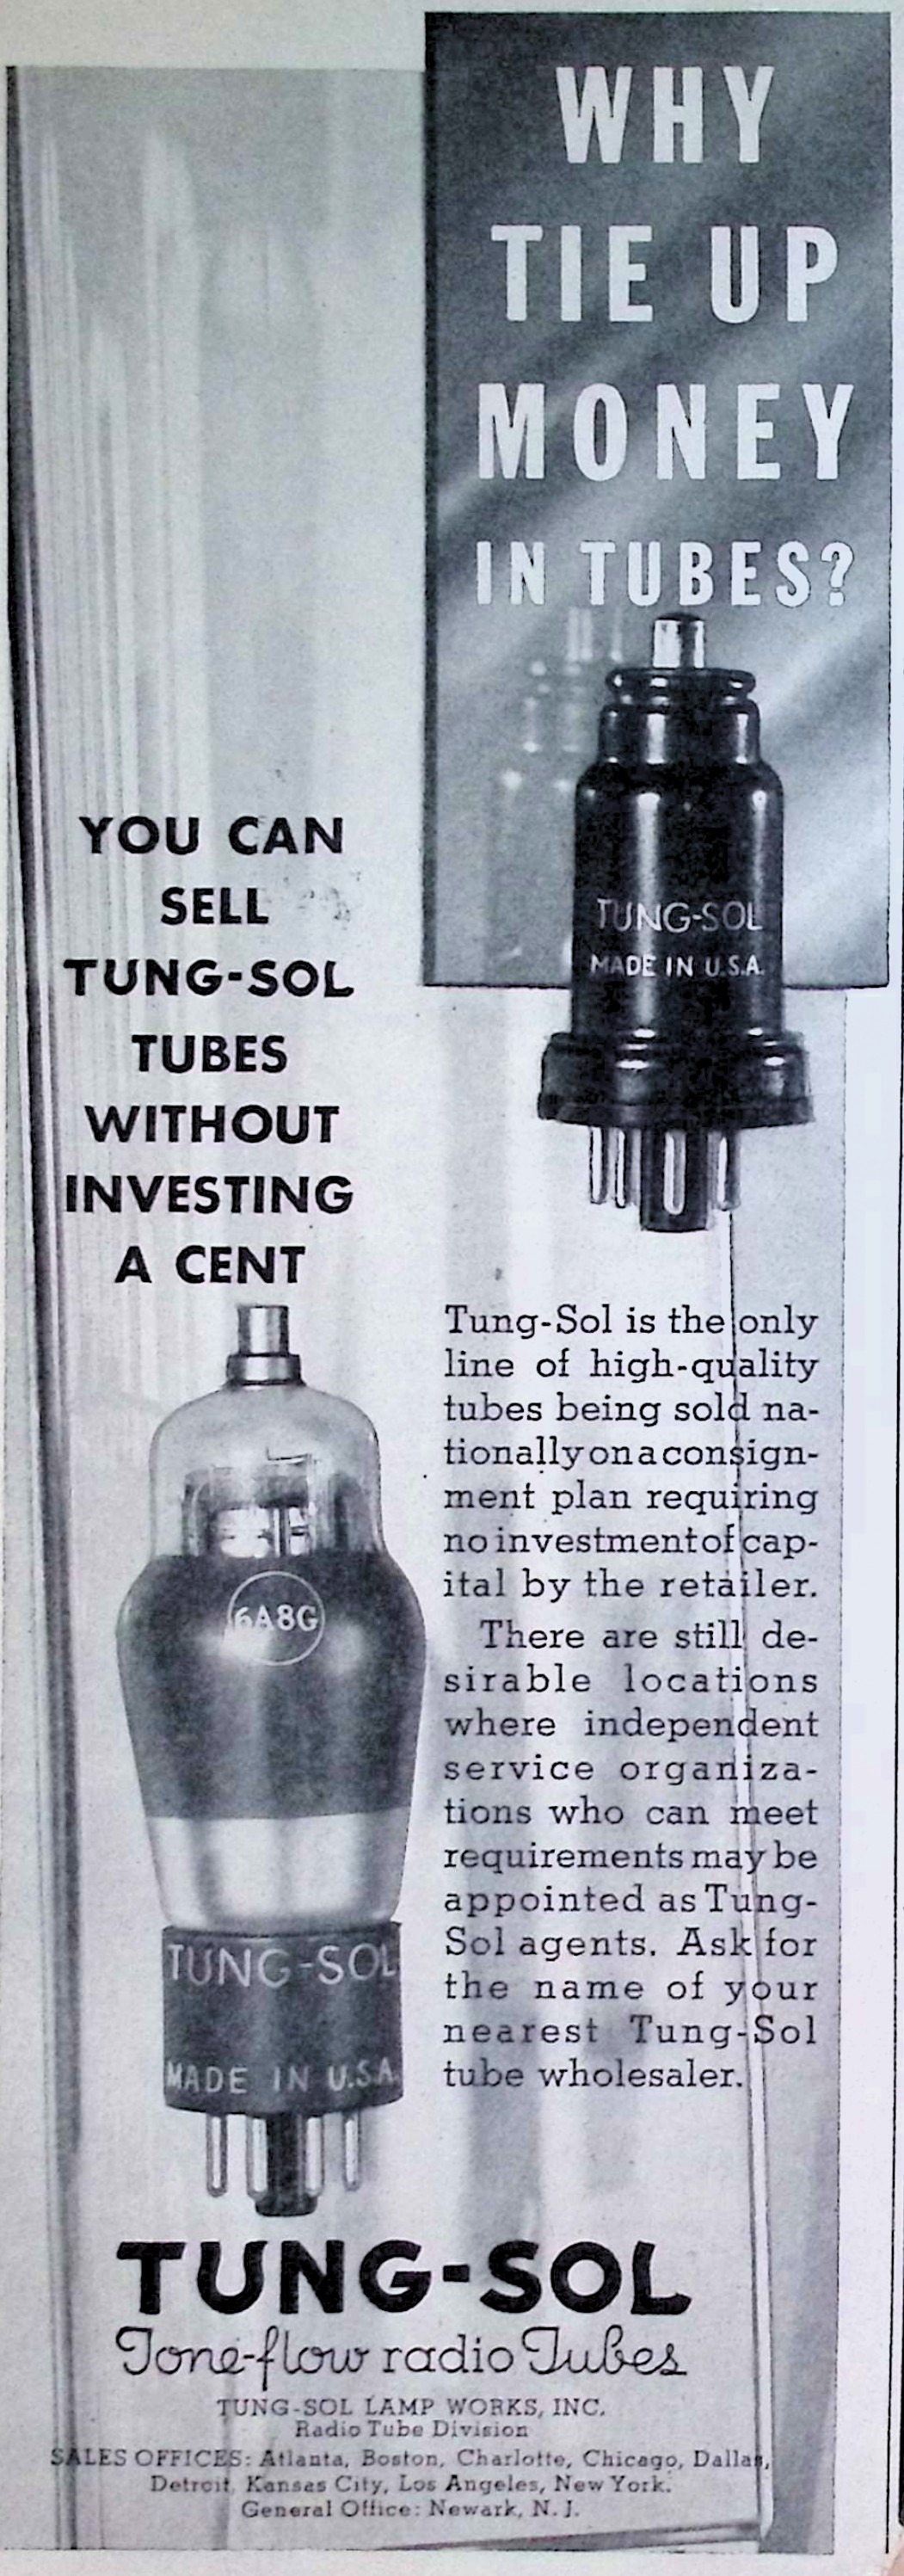 WHY
TIE UP
MONEY
IN TUBES?
TUNG-SOL
MADE IN U.S.A.
YOU CAN
SELL
TUNG-SOL
TUBES
WITHOUT
INVESTING
A CENT
6A8G
TUNG-SOL
MADE IN U.S.A.
Tung-Sol is the only
line of high-quality
tubes being sold na-
tionally on a consign-
ment plan requiring
no investment of cap-
ital by the retailer.
There are still de-
sirable locations
where independent
service organiza-
tions who can meet
requirements may be
appointed as Tung-
Sol agents. Ask for
the name of your
nearest Tung-Sol
tube wholesaler.
TUNG-SOL
Tone-flow radio Tubes
TUNG-SOL LAMP WORKS, INC.
Radio Tube Division
SALES OFFICES: Atlanta, Boston, Charlotte, Chicago, Dallas,
Detroit, Kansas City, Los Angeles, New York.
General Office: Newark, N. J.